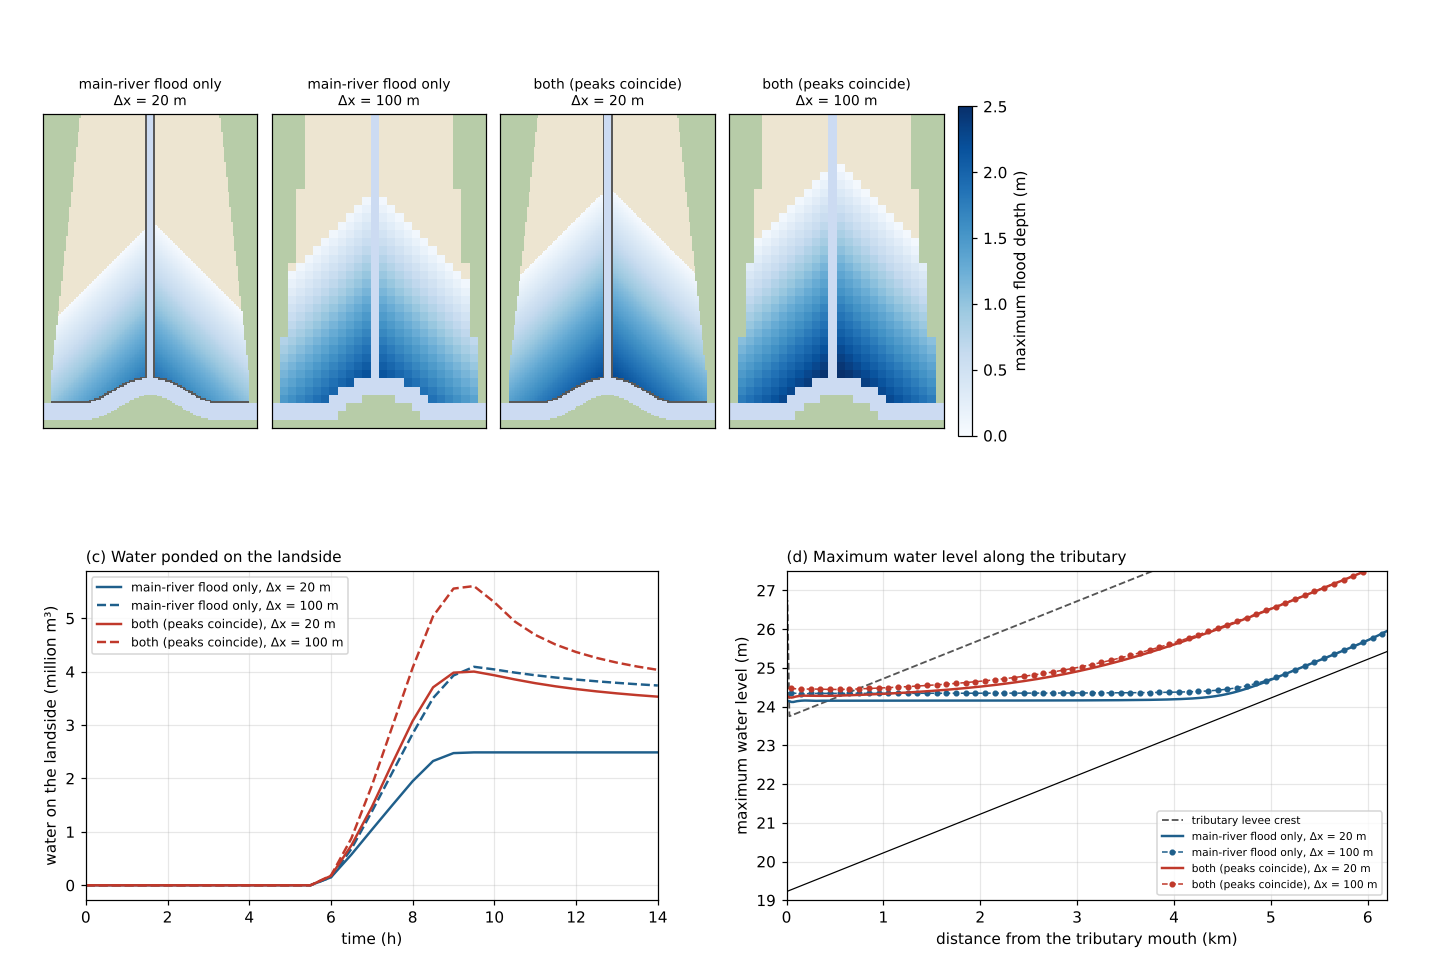 main-river flood only
Δx = 20 m
main-river flood only
Δx = 100 m
both (peaks coincide)
Δx = 20 m
both (peaks coincide)
Δx = 100 m
2.5
2.0
1.5
1.0
0.5
0.0
maximum flood depth (m)
(c) Water ponded on the landside
main-river flood only, Δx = 20 m
main-river flood only, Δx = 100 m
both (peaks coincide), Δx = 20 m
both (peaks coincide), Δx = 100 m
5
4
3
2
1
0
water on the landside (million m³)
0 2 4 6 8 10 12 14
time (h)
(d) Maximum water level along the tributary
27
26
25
24
23
22
21
20
19
maximum water level (m)
tributary levee crest
main-river flood only, Δx = 20 m
main-river flood only, Δx = 100 m
both (peaks coincide), Δx = 20 m
both (peaks coincide), Δx = 100 m
0 1 2 3 4 5 6
distance from the tributary mouth (km)